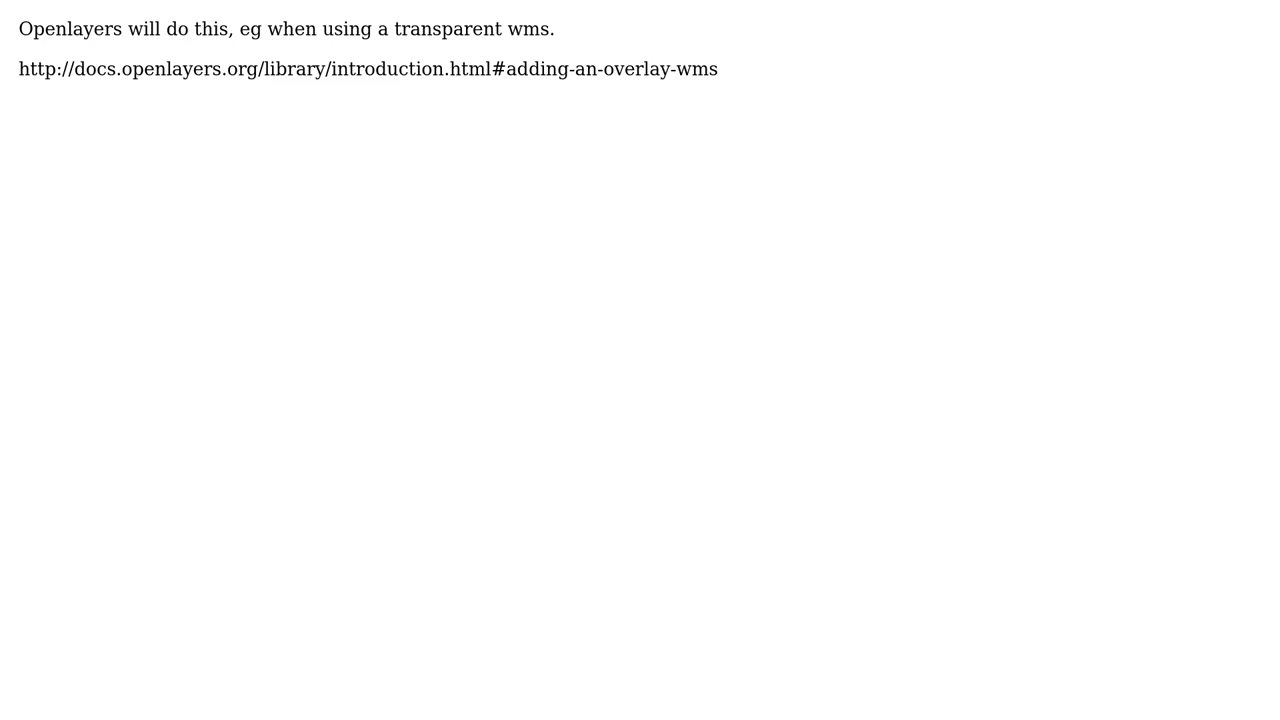 Openlayers will do this, eg when using a transparent wms.
http://docs.openlayers.org/library/introduction.html#adding-an-overlay-wms